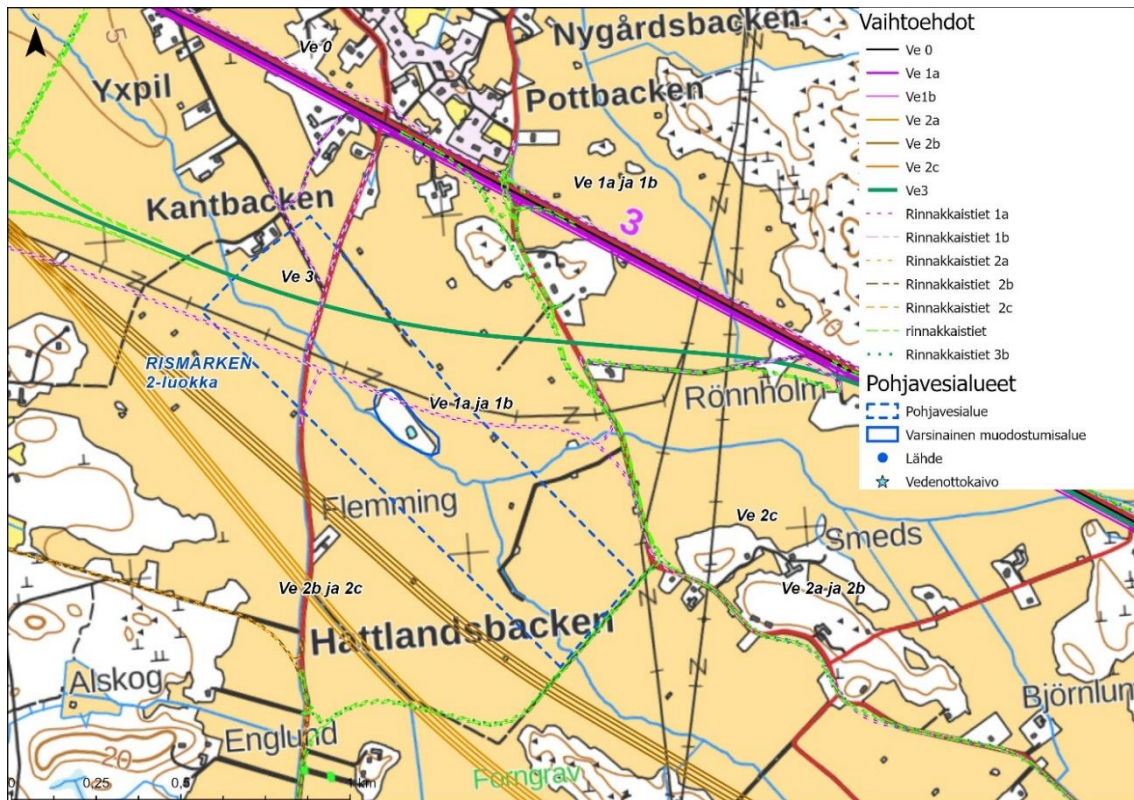 Nygårdsbacken
Ve 0
Yxpil
5
Pottbacken
Ve 1a ja 1b
Kantbacken
3
Ve 3
10
RISMARKEN
2-luokka
Ve 1a ja 1b
Rönnholm
Flemming
Ve 2c
Smeds
Ve 2b ja 2c
Ve 2a ja 2b
Hattlandsbacken
Alskog
Björnlun
Englund
20
Forngrav
0 0,25 0,5 1 km
Vaihtoehdot
Ve 0
Ve 1a
Ve1b
Ve 2a
Ve 2b
Ve 2c
Ve3
Rinnakkaistiet 1a
Rinnakkaistiet 1b
Rinnakkaistiet 2a
Rinnakkaistiet 2b
Rinnakkaistiet 2c
rinnakkaistiet
Rinnakkaistiet 3b
Pohjavesialueet
Pohjavesialue
Varsinainen muodostumisalue
Lähde
Vedenottokaivo